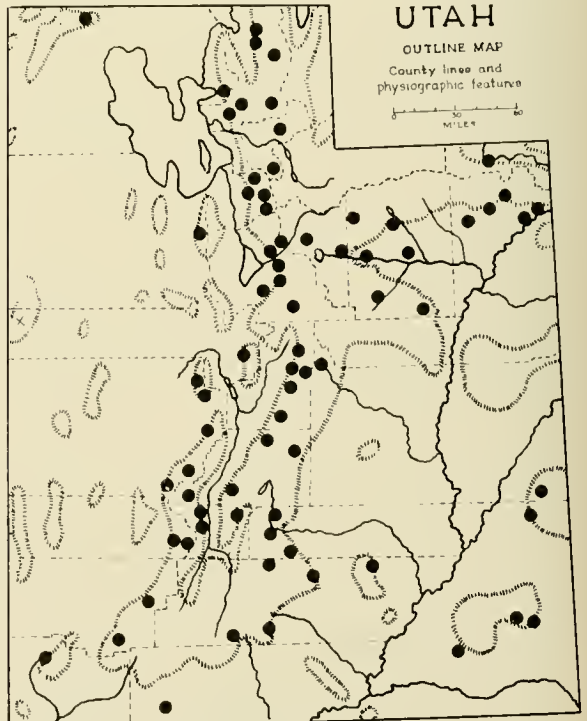 UTAH
OUTLINE MAP
County lines and
physiographic features
0 30 60
MILES